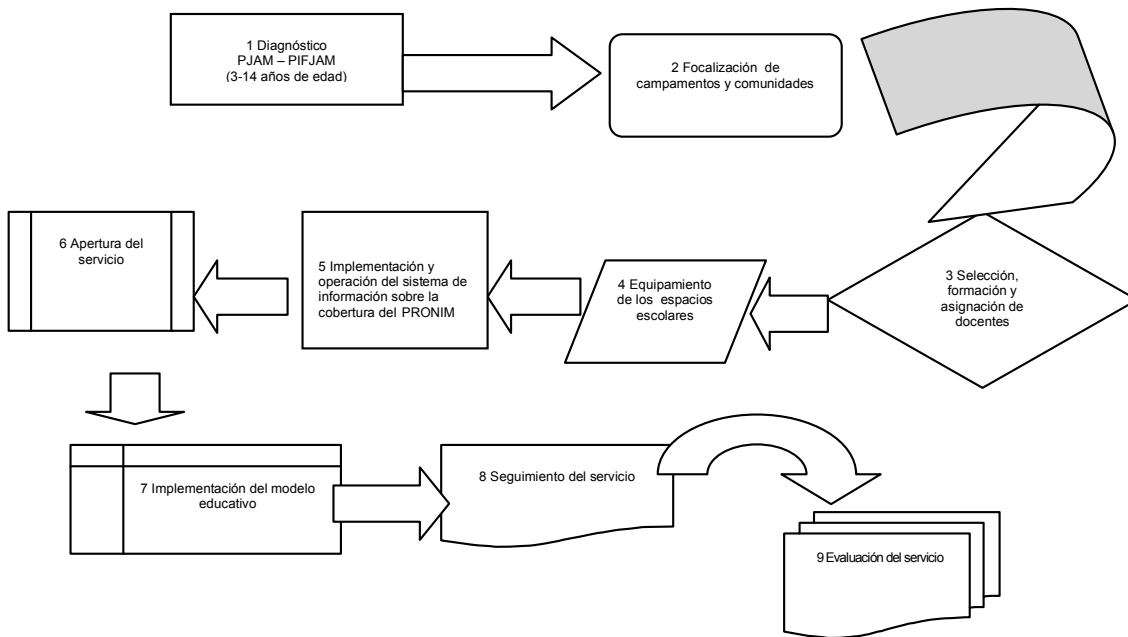 1 Diagnóstico
PJAM – PIFJAM
(3-14 años de edad)
2 Focalización de
campamentos y comunidades
3 Selección,
formación y
asignación de
docentes
4 Equipamiento
de los espacios
escolares
5 Implementación y
operación del sistema de
información sobre la
cobertura del PRONIM
6 Apertura del
servicio
7 Implementación del modelo
educativo
8 Seguimiento del servicio
9 Evaluación del servicio